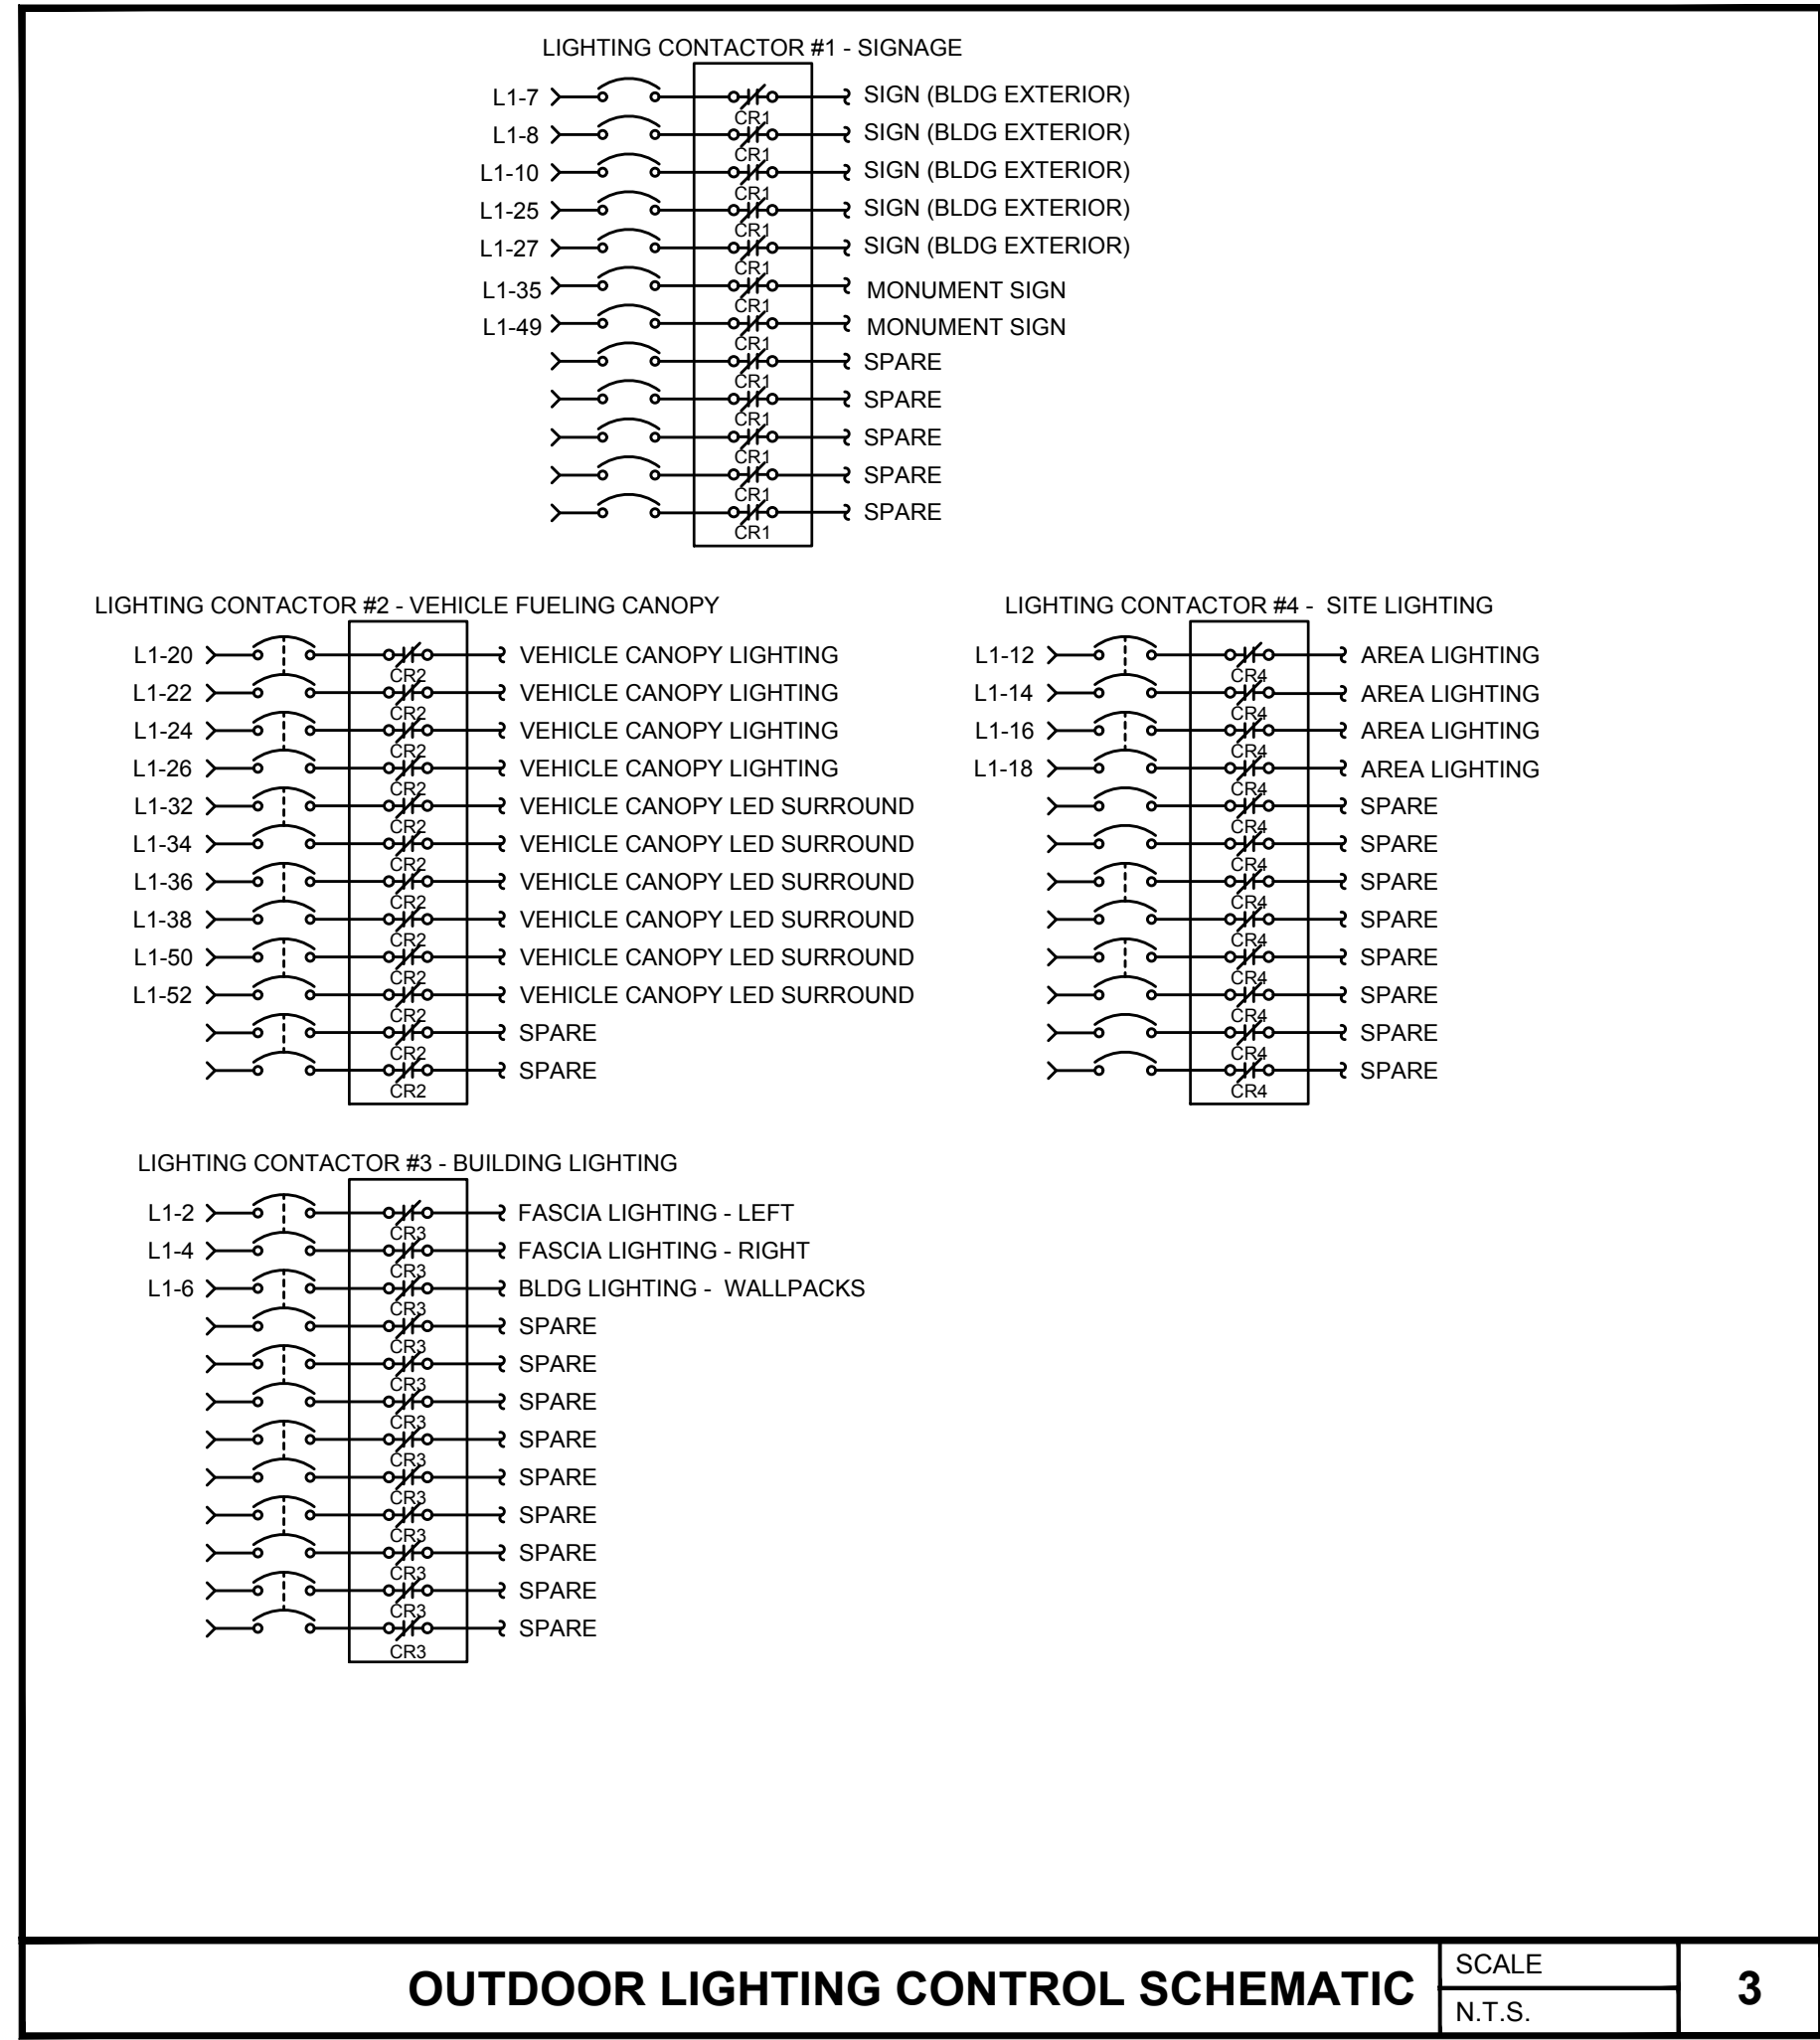 LIGHTING CONTACTOR #1 - SIGNAGE
L1-7 SIGN (BLDG EXTERIOR)
CR1
L1-8 SIGN (BLDG EXTERIOR)
CR1
L1-10 SIGN (BLDG EXTERIOR)
CR1
L1-25 SIGN (BLDG EXTERIOR)
CR1
L1-27 SIGN (BLDG EXTERIOR)
CR1
L1-35 MONUMENT SIGN
CR1
L1-49 MONUMENT SIGN
CR1
SPARE
CR1
SPARE
CR1
SPARE
CR1
SPARE
CR1
SPARE
CR1
LIGHTING CONTACTOR #2 - VEHICLE FUELING CANOPY
L1-20 VEHICLE CANOPY LIGHTING
CR2
L1-22 VEHICLE CANOPY LIGHTING
CR2
L1-24 VEHICLE CANOPY LIGHTING
CR2
L1-26 VEHICLE CANOPY LIGHTING
CR2
L1-32 VEHICLE CANOPY LED SURROUND
CR2
L1-34 VEHICLE CANOPY LED SURROUND
CR2
L1-36 VEHICLE CANOPY LED SURROUND
CR2
L1-38 VEHICLE CANOPY LED SURROUND
CR2
L1-50 VEHICLE CANOPY LED SURROUND
CR2
L1-52 VEHICLE CANOPY LED SURROUND
CR2
SPARE
CR2
SPARE
CR2
LIGHTING CONTACTOR #4 - SITE LIGHTING
L1-12 AREA LIGHTING
CR4
L1-14 AREA LIGHTING
CR4
L1-16 AREA LIGHTING
CR4
L1-18 AREA LIGHTING
CR4
SPARE
CR4
SPARE
CR4
SPARE
CR4
SPARE
CR4
SPARE
CR4
SPARE
CR4
SPARE
CR4
SPARE
CR4
LIGHTING CONTACTOR #3 - BUILDING LIGHTING
L1-2 FASCIA LIGHTING - LEFT
CR3
L1-4 FASCIA LIGHTING - RIGHT
CR3
L1-6 BLDG LIGHTING - WALLPACKS
CR3
SPARE
CR3
SPARE
CR3
SPARE
CR3
SPARE
CR3
SPARE
CR3
SPARE
CR3
SPARE
CR3
SPARE
CR3
SPARE
CR3
OUTDOOR LIGHTING CONTROL SCHEMATIC
SCALE
N.T.S.
3